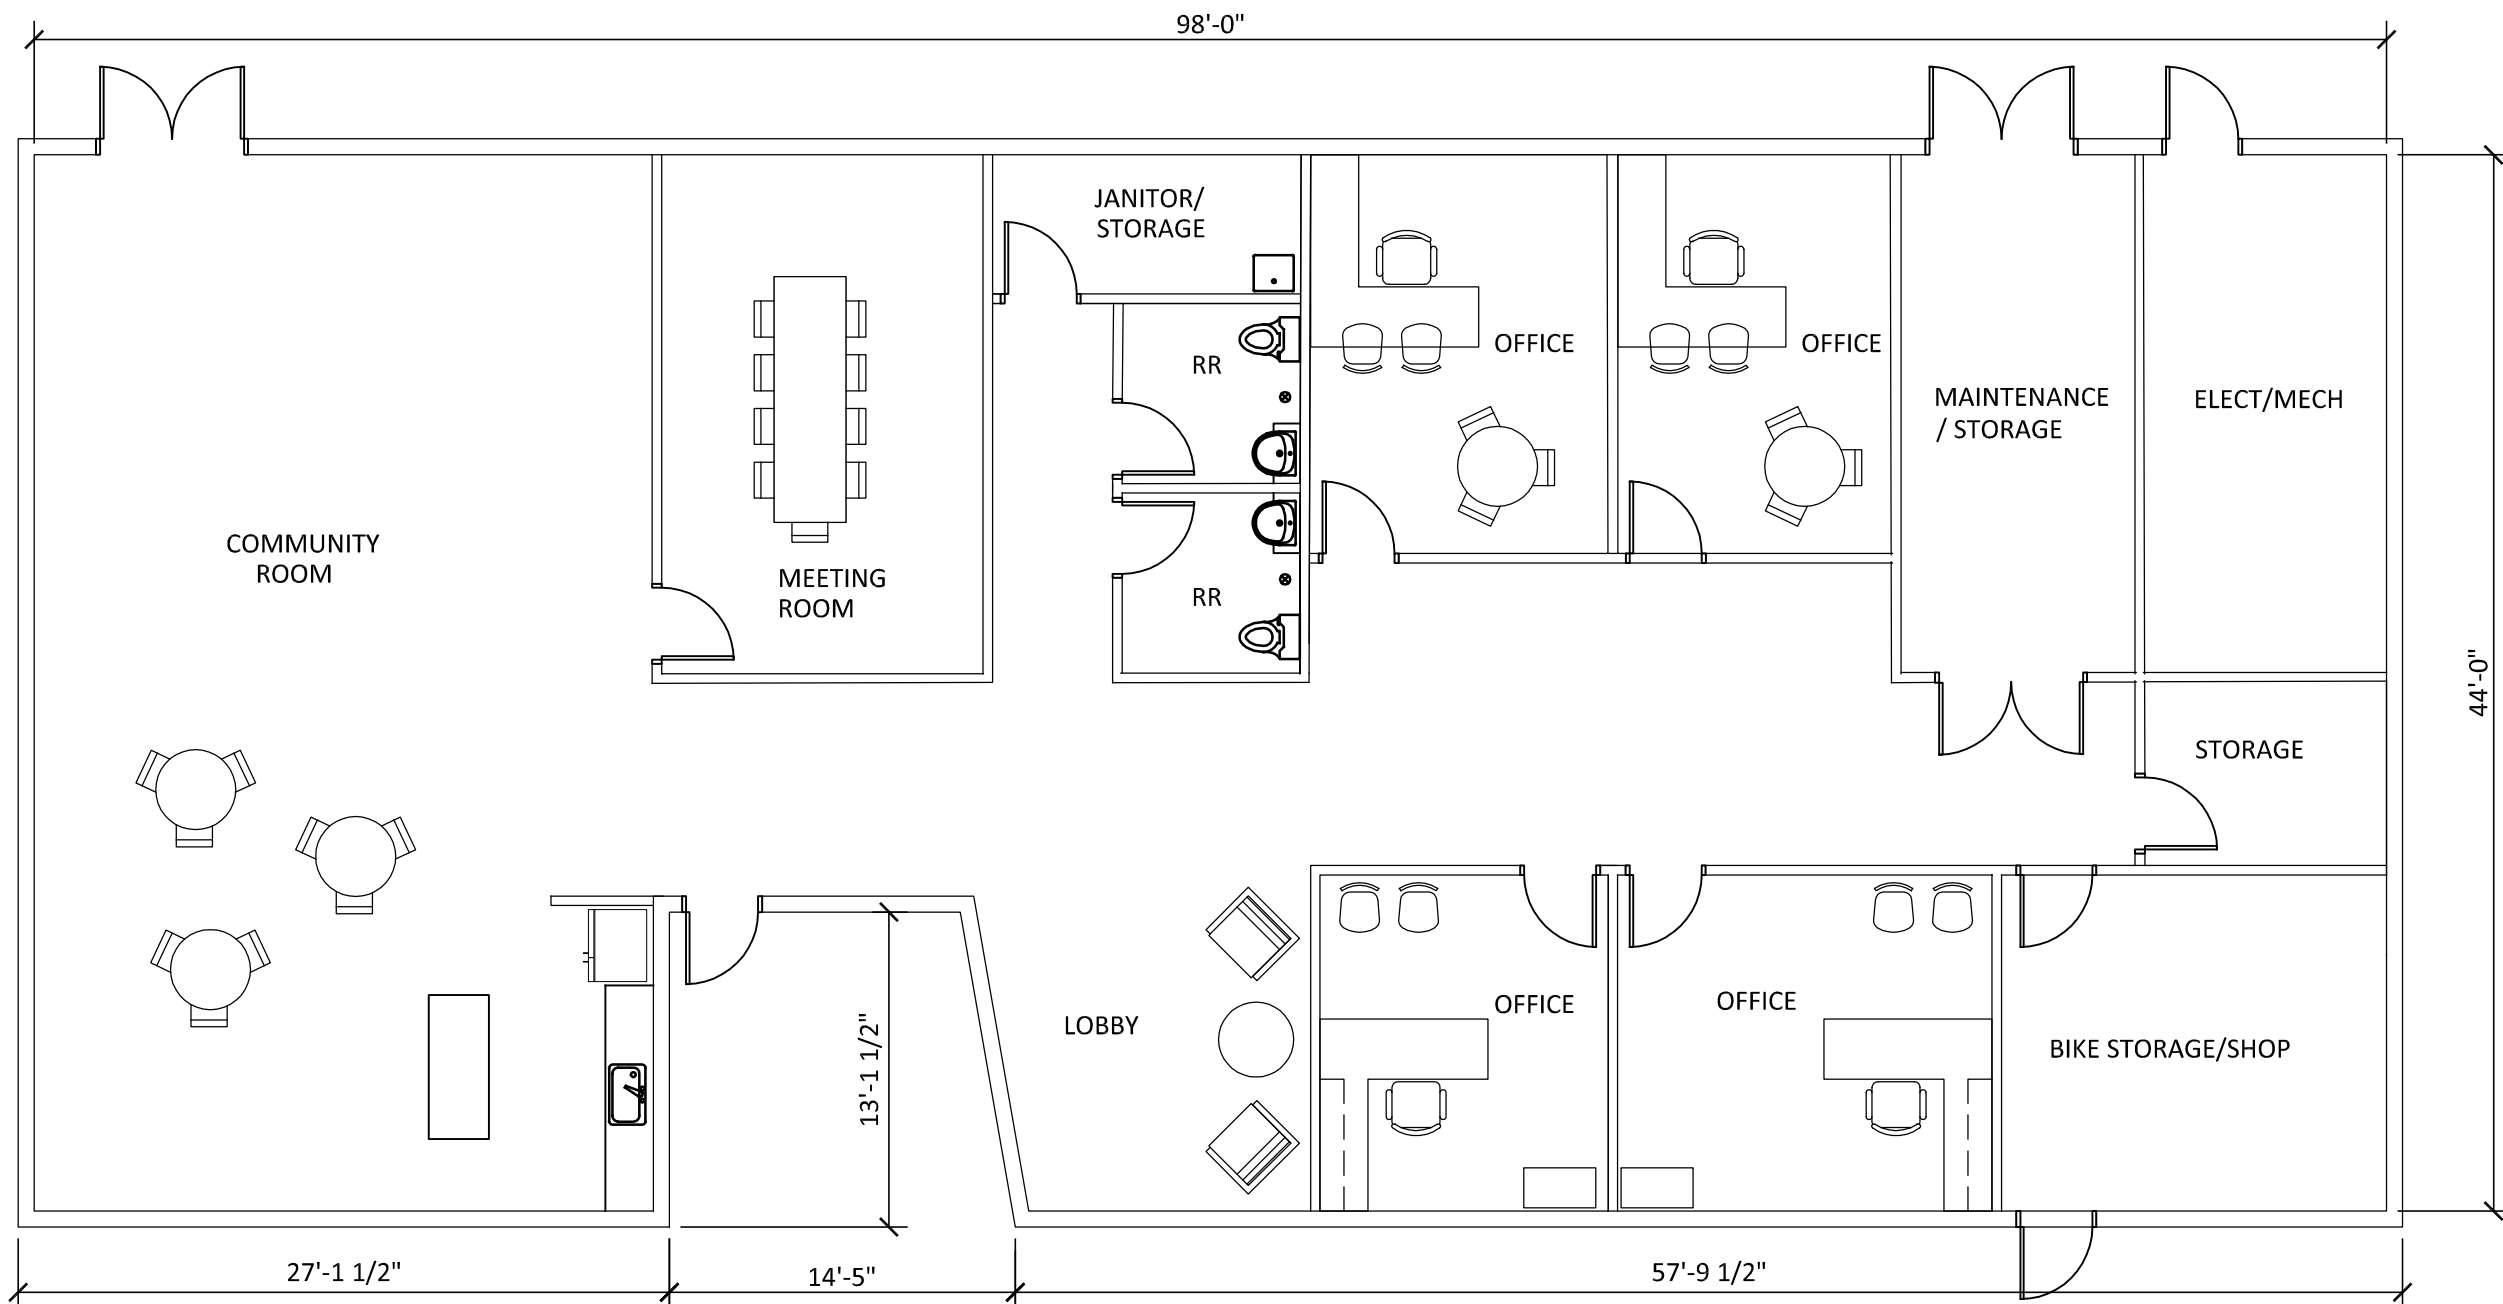 98'-0"
JANITOR/
STORAGE
RR
OFFICE
OFFICE
MAINTENANCE
/ STORAGE
ELECT/MECH
COMMUNITY
ROOM
MEETING
ROOM
RR
44'-0"
STORAGE
LOBBY
OFFICE
OFFICE
BIKE STORAGE/SHOP
13'-1 1/2"
27'-1 1/2"
14'-5"
57'-9 1/2"